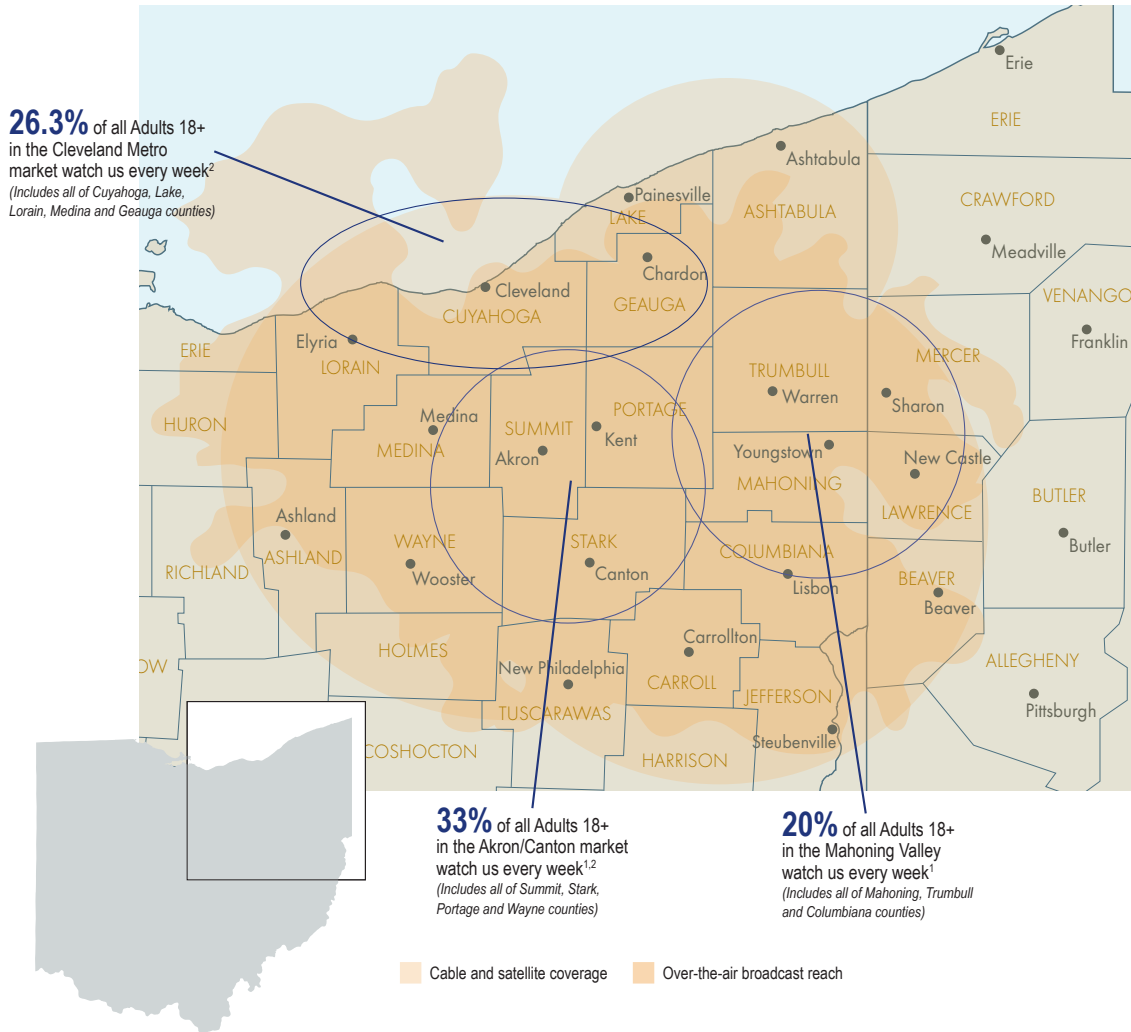 Erie
26.3% of all Adults 18+
in the Cleveland Metro
market watch us every week²
(Includes all of Cuyahoga, Lake,
Lorain, Medina and Geauga counties)
ERIE
Ashtabula
Painesville
LAKE
ASHTABULA
CRAWFORD
Meadville
Chardon
Cleveland
GEAUGA
CUYAHOGA
VENANGO
Franklin
Elyria
ERIE
LORAIN
MERCER
TRUMBULL
Warren
Sharon
HURON
Medina
MEDINA
SUMMIT
PORTAGE
Kent
Akron
Youngstown
New Castle
MAHONING
LAWRENCE
BUTLER
Butler
Ashland
ASHLAND
WAYNE
STARK
COLUMBIANA
RICHLAND
Wooster
Canton
Lisbon
BEAVER
Beaver
HOLMES
Carrollton
ALLEGHENY
OW
New Philadelphia
CARROLL
JEFFERSON
Pittsburgh
TUSCARAWAS
Steubenville
COSHOCTON
HARRISON
33% of all Adults 18+
in the Akron/Canton market
watch us every week¹,²
(Includes all of Summit, Stark,
Portage and Wayne counties)
20% of all Adults 18+
in the Mahoning Valley
watch us every week¹
(Includes all of Mahoning, Trumbull
and Columbiana counties)
Cable and satellite coverage
Over-the-air broadcast reach